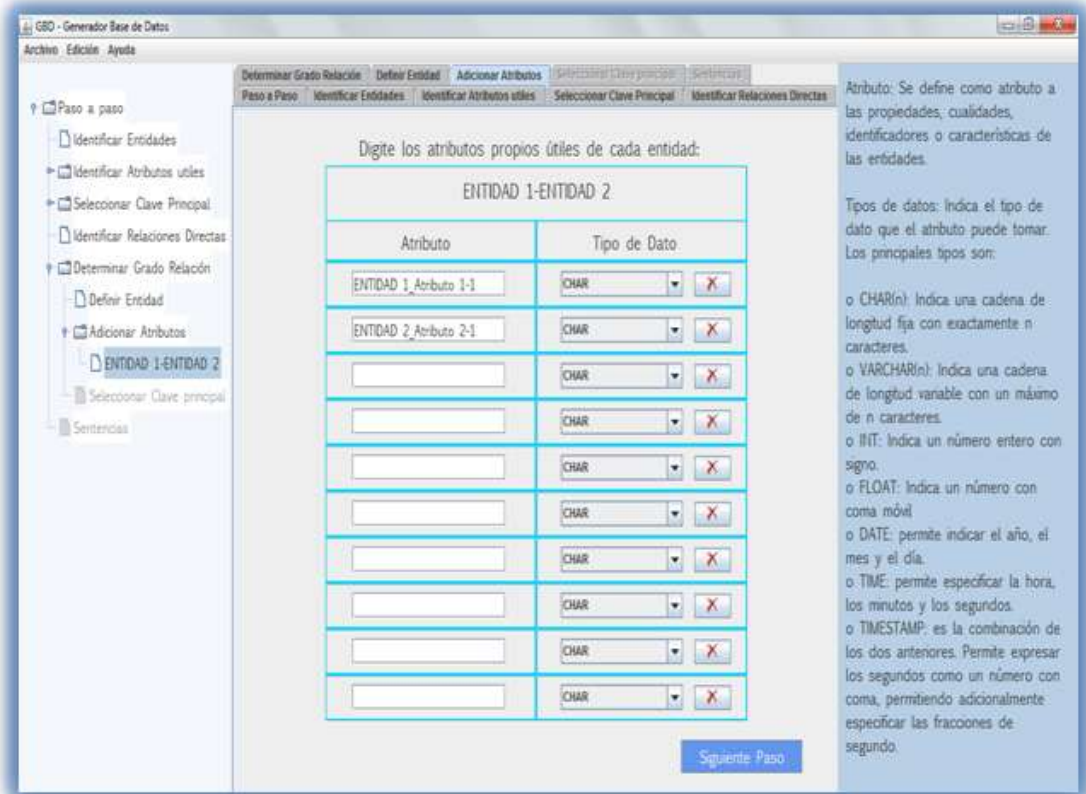 GBD - Generador Base de Datos
Archivo Edición Ayuda
Determinar Grado Relación Definir Entidad Adicionar Atributos Seleccionar Clave principal Sentencias
Paso a Paso Identificar Entidades Identificar Atributos utiles Seleccionar Clave Principal Identificar Relaciones Directas
Paso a paso
Identificar Entidades
Identificar Atributos utiles
Seleccionar Clave Principal
Identificar Relaciones Directas
Determinar Grado Relación
Definir Entidad
Adicionar Atributos
ENTIDAD 1-ENTIDAD 2
Seleccionar Clave principal
Sentencias
Digite los atributos propios útiles de cada entidad:
ENTIDAD 1-ENTIDAD 2
Atributo Tipo de Dato
ENTIDAD 1_Atributo 1-1 CHAR X
ENTIDAD 2_Atributo 2-1 CHAR X
CHAR X
CHAR X
CHAR X
CHAR X
CHAR X
CHAR X
CHAR X
CHAR X
Siguiente Paso
Atributo: Se define como atributo a
las propiedades, cualidades,
identificadores o características de
las entidades.
Tipos de datos: Indica el tipo de
dato que el atributo puede tomar.
Los principales tipos son:
o CHAR(n): Indica una cadena de
longitud fija con exactamente n
caracteres.
o VARCHAR(n): Indica una cadena
de longitud variable con un máximo
de n caracteres.
o INT: Indica un número entero con
signo.
o FLOAT: Indica un número con
coma móvil
o DATE: permite indicar el año, el
mes y el día.
o TIME: permite especificar la hora,
los minutos y los segundos.
o TIMESTAMP: es la combinación de
los dos anteriores. Permite expresar
los segundos como un número con
coma, permitiendo adicionalmente
especificar las fracciones de
segundo.